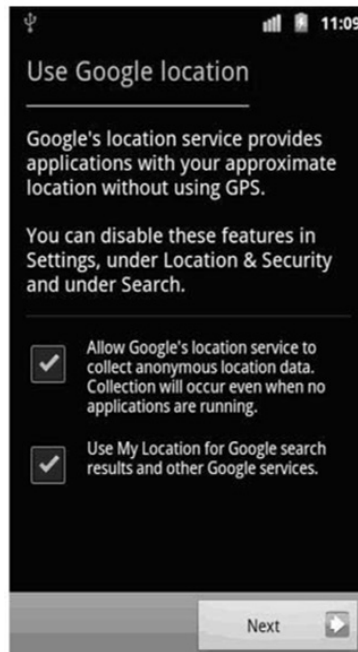 11:09
Use Google location
Google's location service provides
applications with your approximate
location without using GPS.
You can disable these features in
Settings, under Location & Security
and under Search.
Allow Google's location service to
collect anonymous location data.
Collection will occur even when no
applications are running.
Use My Location for Google search
results and other Google services.
Next